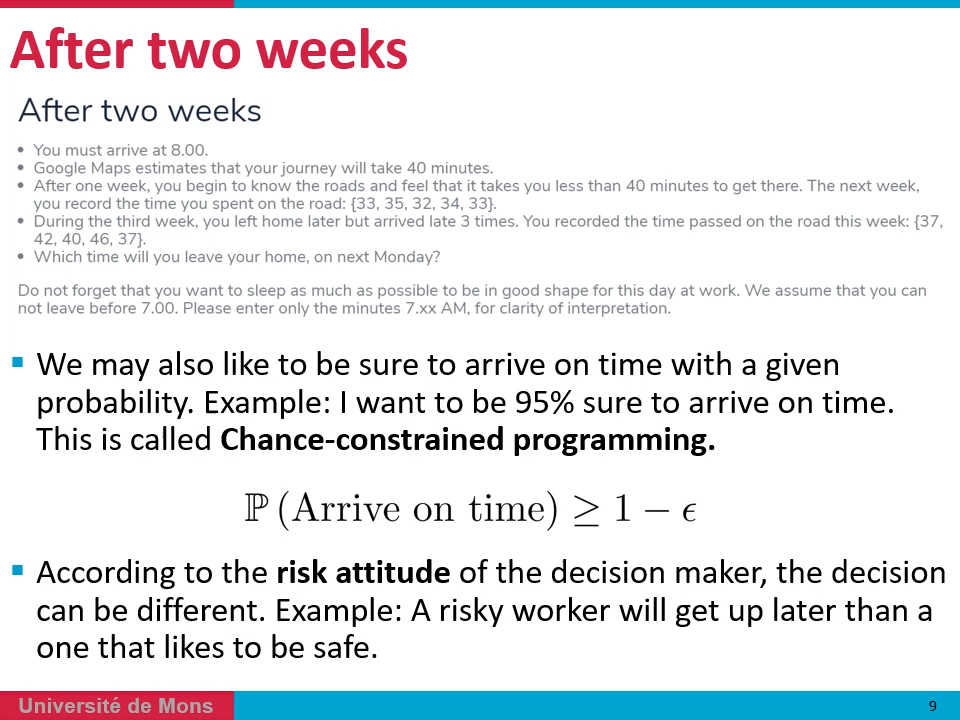 After two weeks
After two weeks
• You must arrive at 8.00.
• Google Maps estimates that your journey will take 40 minutes.
• After one week, you begin to know the roads and feel that it takes you less than 40 minutes to get there. The next week,
you record the time you spent on the road: {33, 35, 32, 34, 33}.
• During the third week, you left home later but arrived late 3 times. You recorded the time passed on the road this week: {37,
42, 40, 46, 37}.
• Which time will you leave your home, on next Monday?
Do not forget that you want to sleep as much as possible to be in good shape for this day at work. We assume that you can
not leave before 7.00. Please enter only the minutes 7.xx AM, for clarity of interpretation.
▪ We may also like to be sure to arrive on time with a given
probability. Example: I want to be 95% sure to arrive on time.
This is called Chance-constrained programming.
ℙ (Arrive on time) ≥ 1 − ϵ
▪ According to the risk attitude of the decision maker, the decision
can be different. Example: A risky worker will get up later than a
one that likes to be safe.
Université de Mons
9